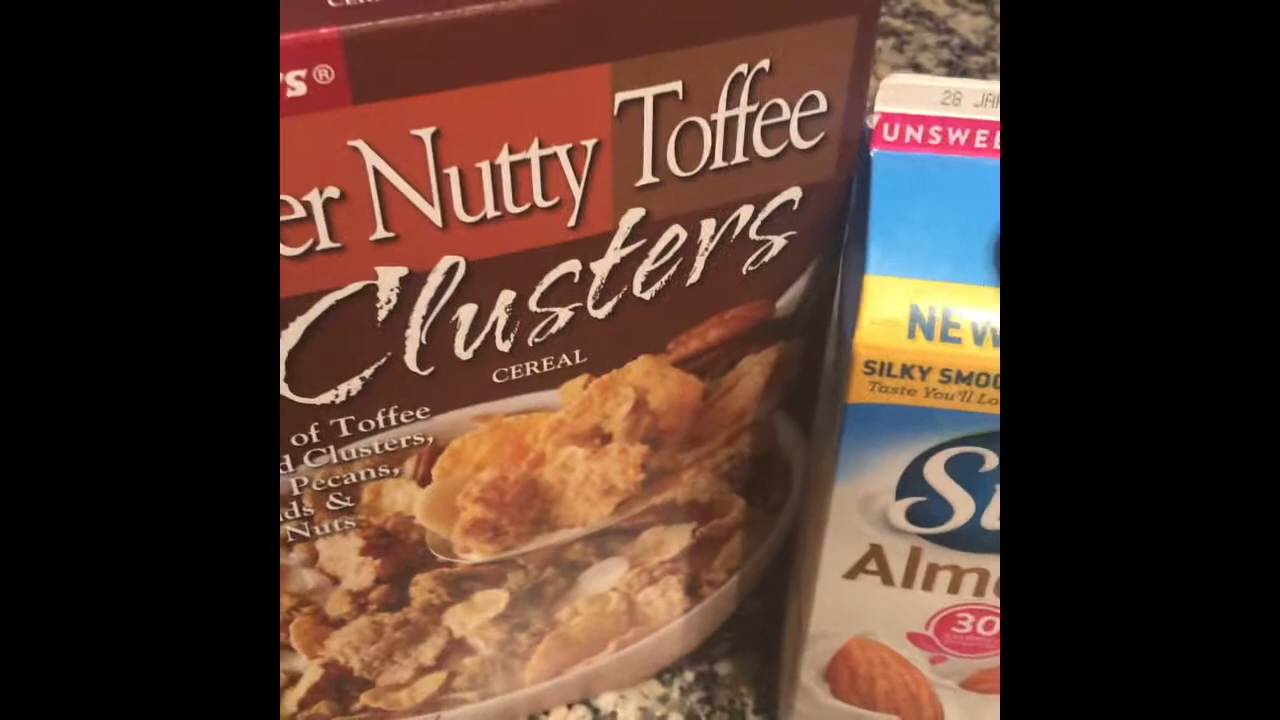 s®
er Nutty Toffee
Clusters
CEREAL
of Toffee
d Clusters,
Pecans,
ds &
Nuts
28 JA
UNSWE
NEW
SILKY SMOO
Taste You'll Lo
Si
Alm
30